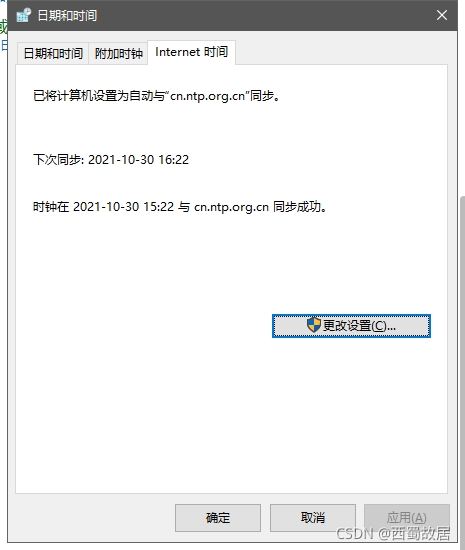 日期和时间
日期和时间 附加时钟 Internet 时间
已将计算机设置为自动与“cn.ntp.org.cn”同步。
下次同步: 2021-10-30 16:22
时钟在 2021-10-30 15:22 与 cn.ntp.org.cn 同步成功。
更改设置(C)...
确定 取消 应用(A)
CSDN @西蜀故居